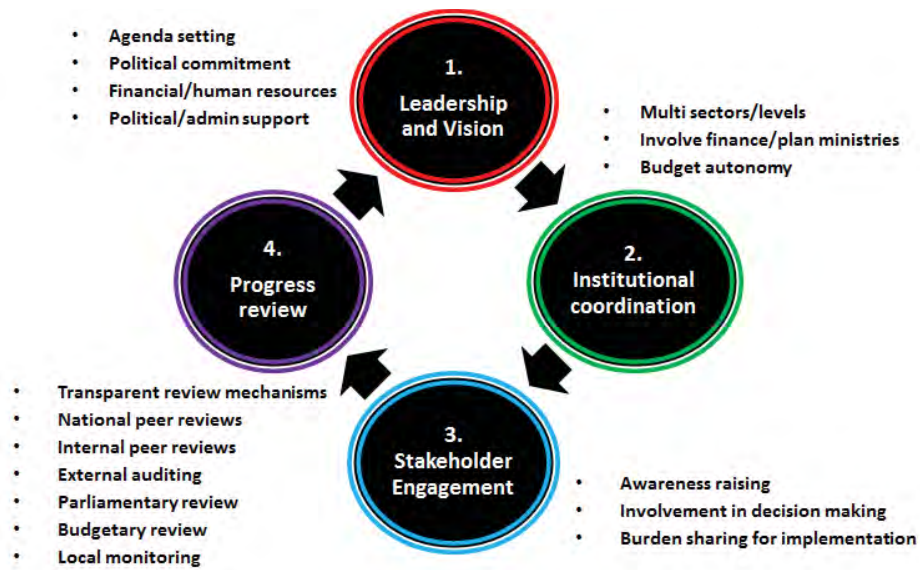 • Agenda setting
• Political commitment
• Financial/human resources
• Political/admin support
1.
Leadership
and Vision
• Multi sectors/levels
• Involve finance/plan ministries
• Budget autonomy
2.
Institutional
coordination
3.
Stakeholder
Engagement
• Awareness raising
• Involvement in decision making
• Burden sharing for implementation
4.
Progress
review
• Transparent review mechanisms
• National peer reviews
• Internal peer reviews
• External auditing
• Parliamentary review
• Budgetary review
• Local monitoring